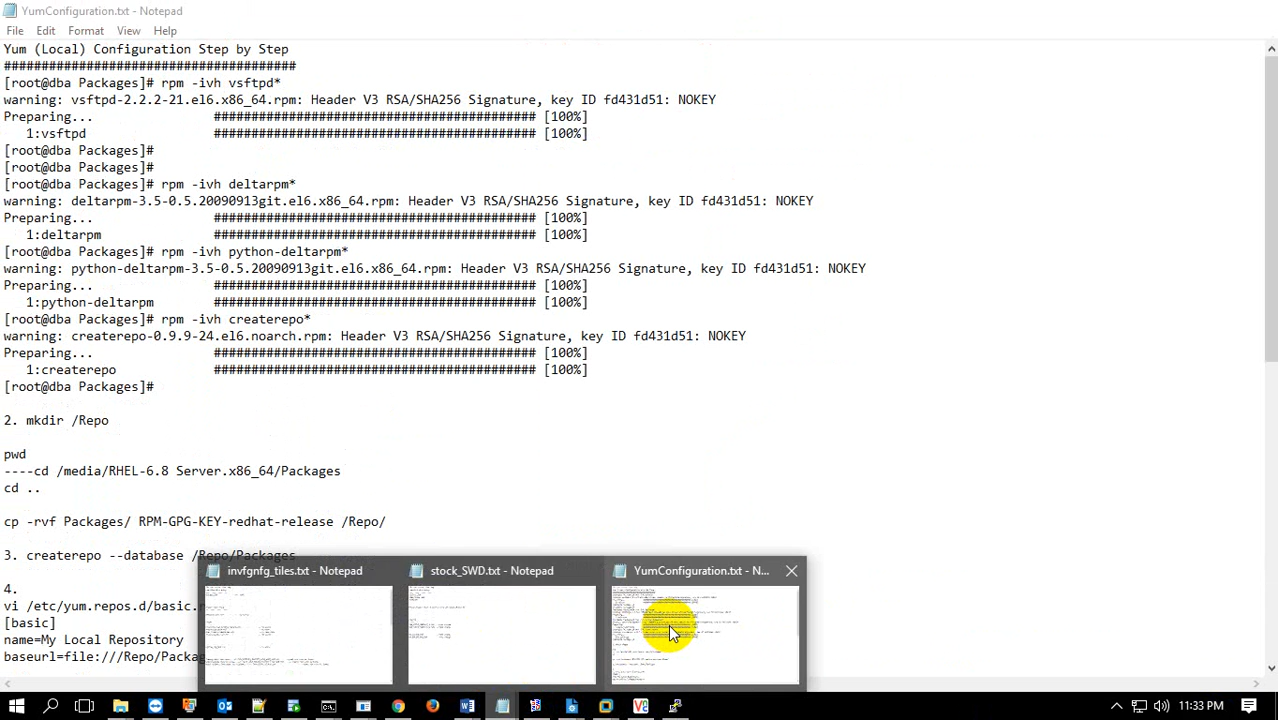 YumConfiguration.txt - Notepad
File Edit Format View Help
Yum (Local) Configuration Step by Step
#######################################
[root@dba Packages]# rpm -ivh vsftpd*
warning: vsftpd-2.2.2-21.el6.x86_64.rpm: Header V3 RSA/SHA256 Signature, key ID fd431d51: NOKEY
Preparing... ########################################### [100%]
1:vsftpd ########################################### [100%]
[root@dba Packages]#
[root@dba Packages]#
[root@dba Packages]# rpm -ivh deltarpm*
warning: deltarpm-3.5-0.5.20090913git.el6.x86_64.rpm: Header V3 RSA/SHA256 Signature, key ID fd431d51: NOKEY
Preparing... ########################################### [100%]
1:deltarpm ########################################### [100%]
[root@dba Packages]# rpm -ivh python-deltarpm*
warning: python-deltarpm-3.5-0.5.20090913git.el6.x86_64.rpm: Header V3 RSA/SHA256 Signature, key ID fd431d51: NOKEY
Preparing... ########################################### [100%]
1:python-deltarpm ########################################### [100%]
[root@dba Packages]# rpm -ivh createrepo*
warning: createrepo-0.9.9-24.el6.noarch.rpm: Header V3 RSA/SHA256 Signature, key ID fd431d51: NOKEY
Preparing... ########################################### [100%]
1:createrepo ########################################### [100%]
[root@dba Packages]#
2. mkdir /Repo
pwd
----cd /media/RHEL-6.8 Server.x86_64/Packages
cd ..
cp -rvf Packages/ RPM-GPG-KEY-redhat-release /Repo/
3. createrepo --database /Repo/Packages
4.
vi /etc/yum.repos.d/basic.r
[basic]
name=My Local Repository
baseurl=file:///Repo/Packa
invfgnfg_tiles.txt - Notepad
stock_SWD.txt - Notepad
YumConfiguration.txt - N...
11:33 PM